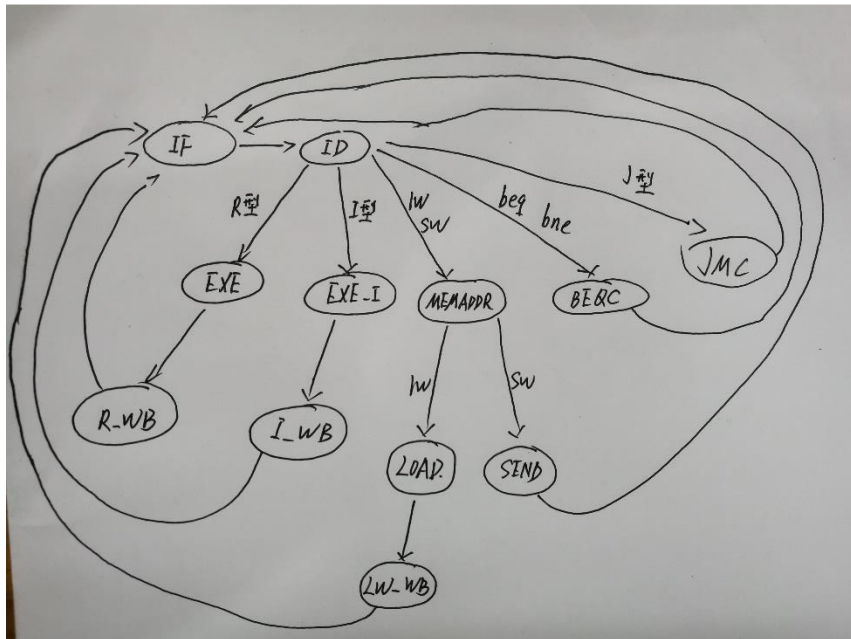 IF
ID
R型
I型
lw
sw
beq
bne
J型
EXE
EXE_I
MEMADDR
BEQC
JMC
lw
sw
R_WB
I_WB
LOAD.
SEND
LW_WB